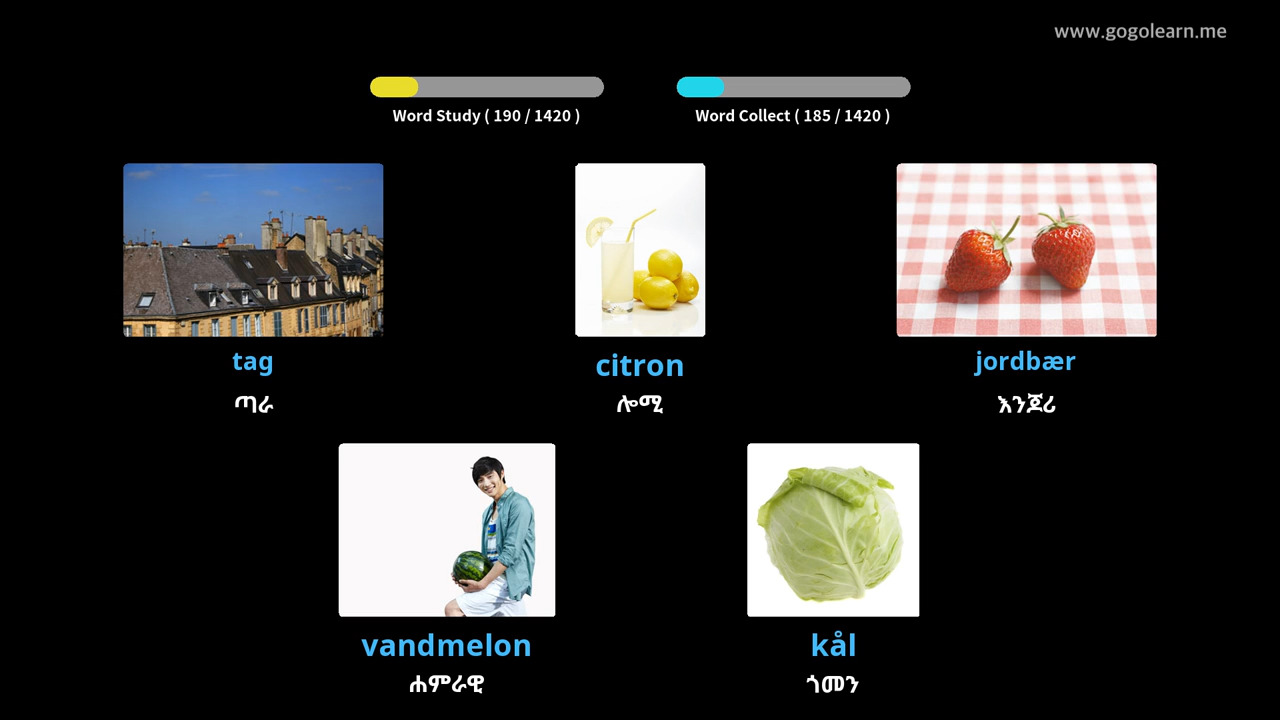 www.gogolearn.me
Word Study ( 190 / 1420 )
Word Collect ( 185 / 1420 )
tag
citron
jordbær
ጣራ
ሎሚ
እንጆሪ
vandmelon
kål
ሐምራዊ
ጎመን